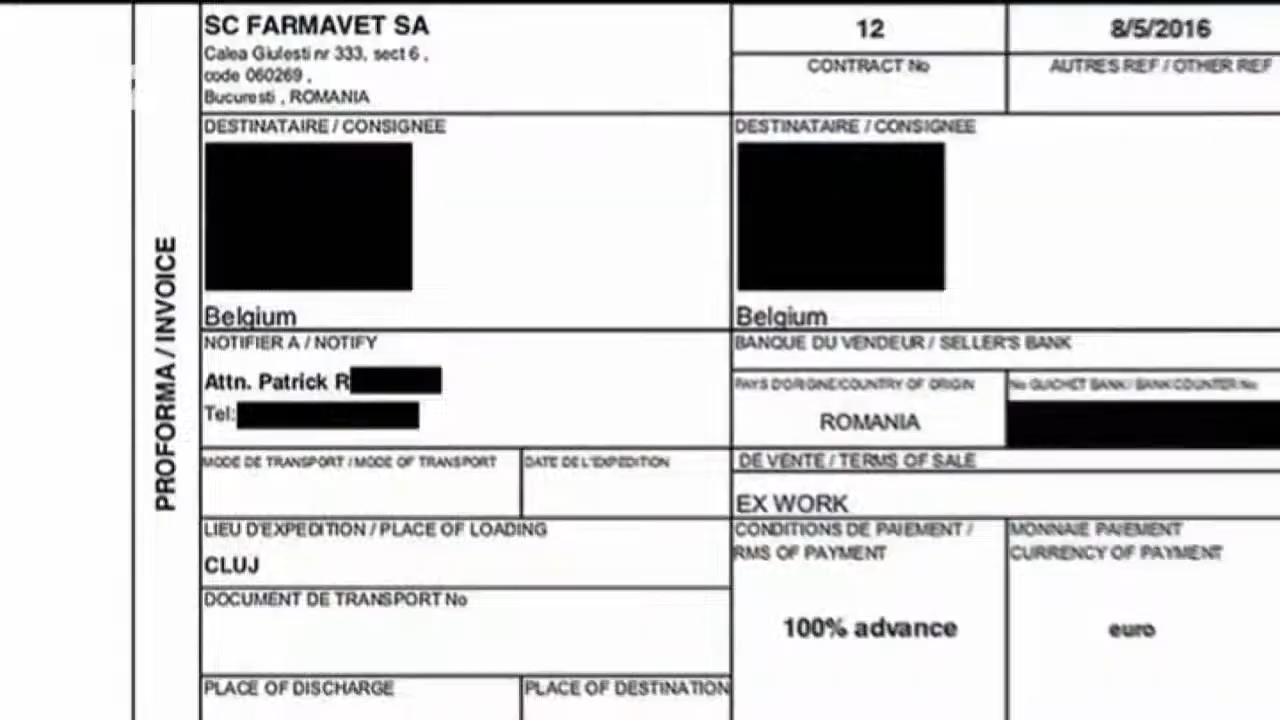 PROFORMA / INVOICE
SC FARMAVET SA
Calea Giulesti nr 333, sect 6 ,
code 060269 ,
Bucuresti , ROMANIA
12
8/5/2016
CONTRACT No
AUTRES REF / OTHER REF
DESTINATAIRE / CONSIGNEE
Belgium
DESTINATAIRE / CONSIGNEE
Belgium
NOTIFIER A / NOTIFY
Attn. Patrick R
Tel:
BANQUE DU VENDEUR / SELLER'S BANK
PAYS D'ORIGINE/COUNTRY OF ORIGIN
No GUICHET BANK / BANK COUNTER No
ROMANIA
MODE DE TRANSPORT / MODE OF TRANSPORT
DATE DE L'EXPEDITION
DE VENTE / TERMS OF SALE
EX WORK
LIEU D'EXPEDITION / PLACE OF LOADING
CLUJ
CONDITIONS DE PAIEMENT /
RMS OF PAYMENT
MONNAIE PAIEMENT
CURRENCY OF PAYMENT
100% advance
euro
DOCUMENT DE TRANSPORT No
PLACE OF DISCHARGE
PLACE OF DESTINATION